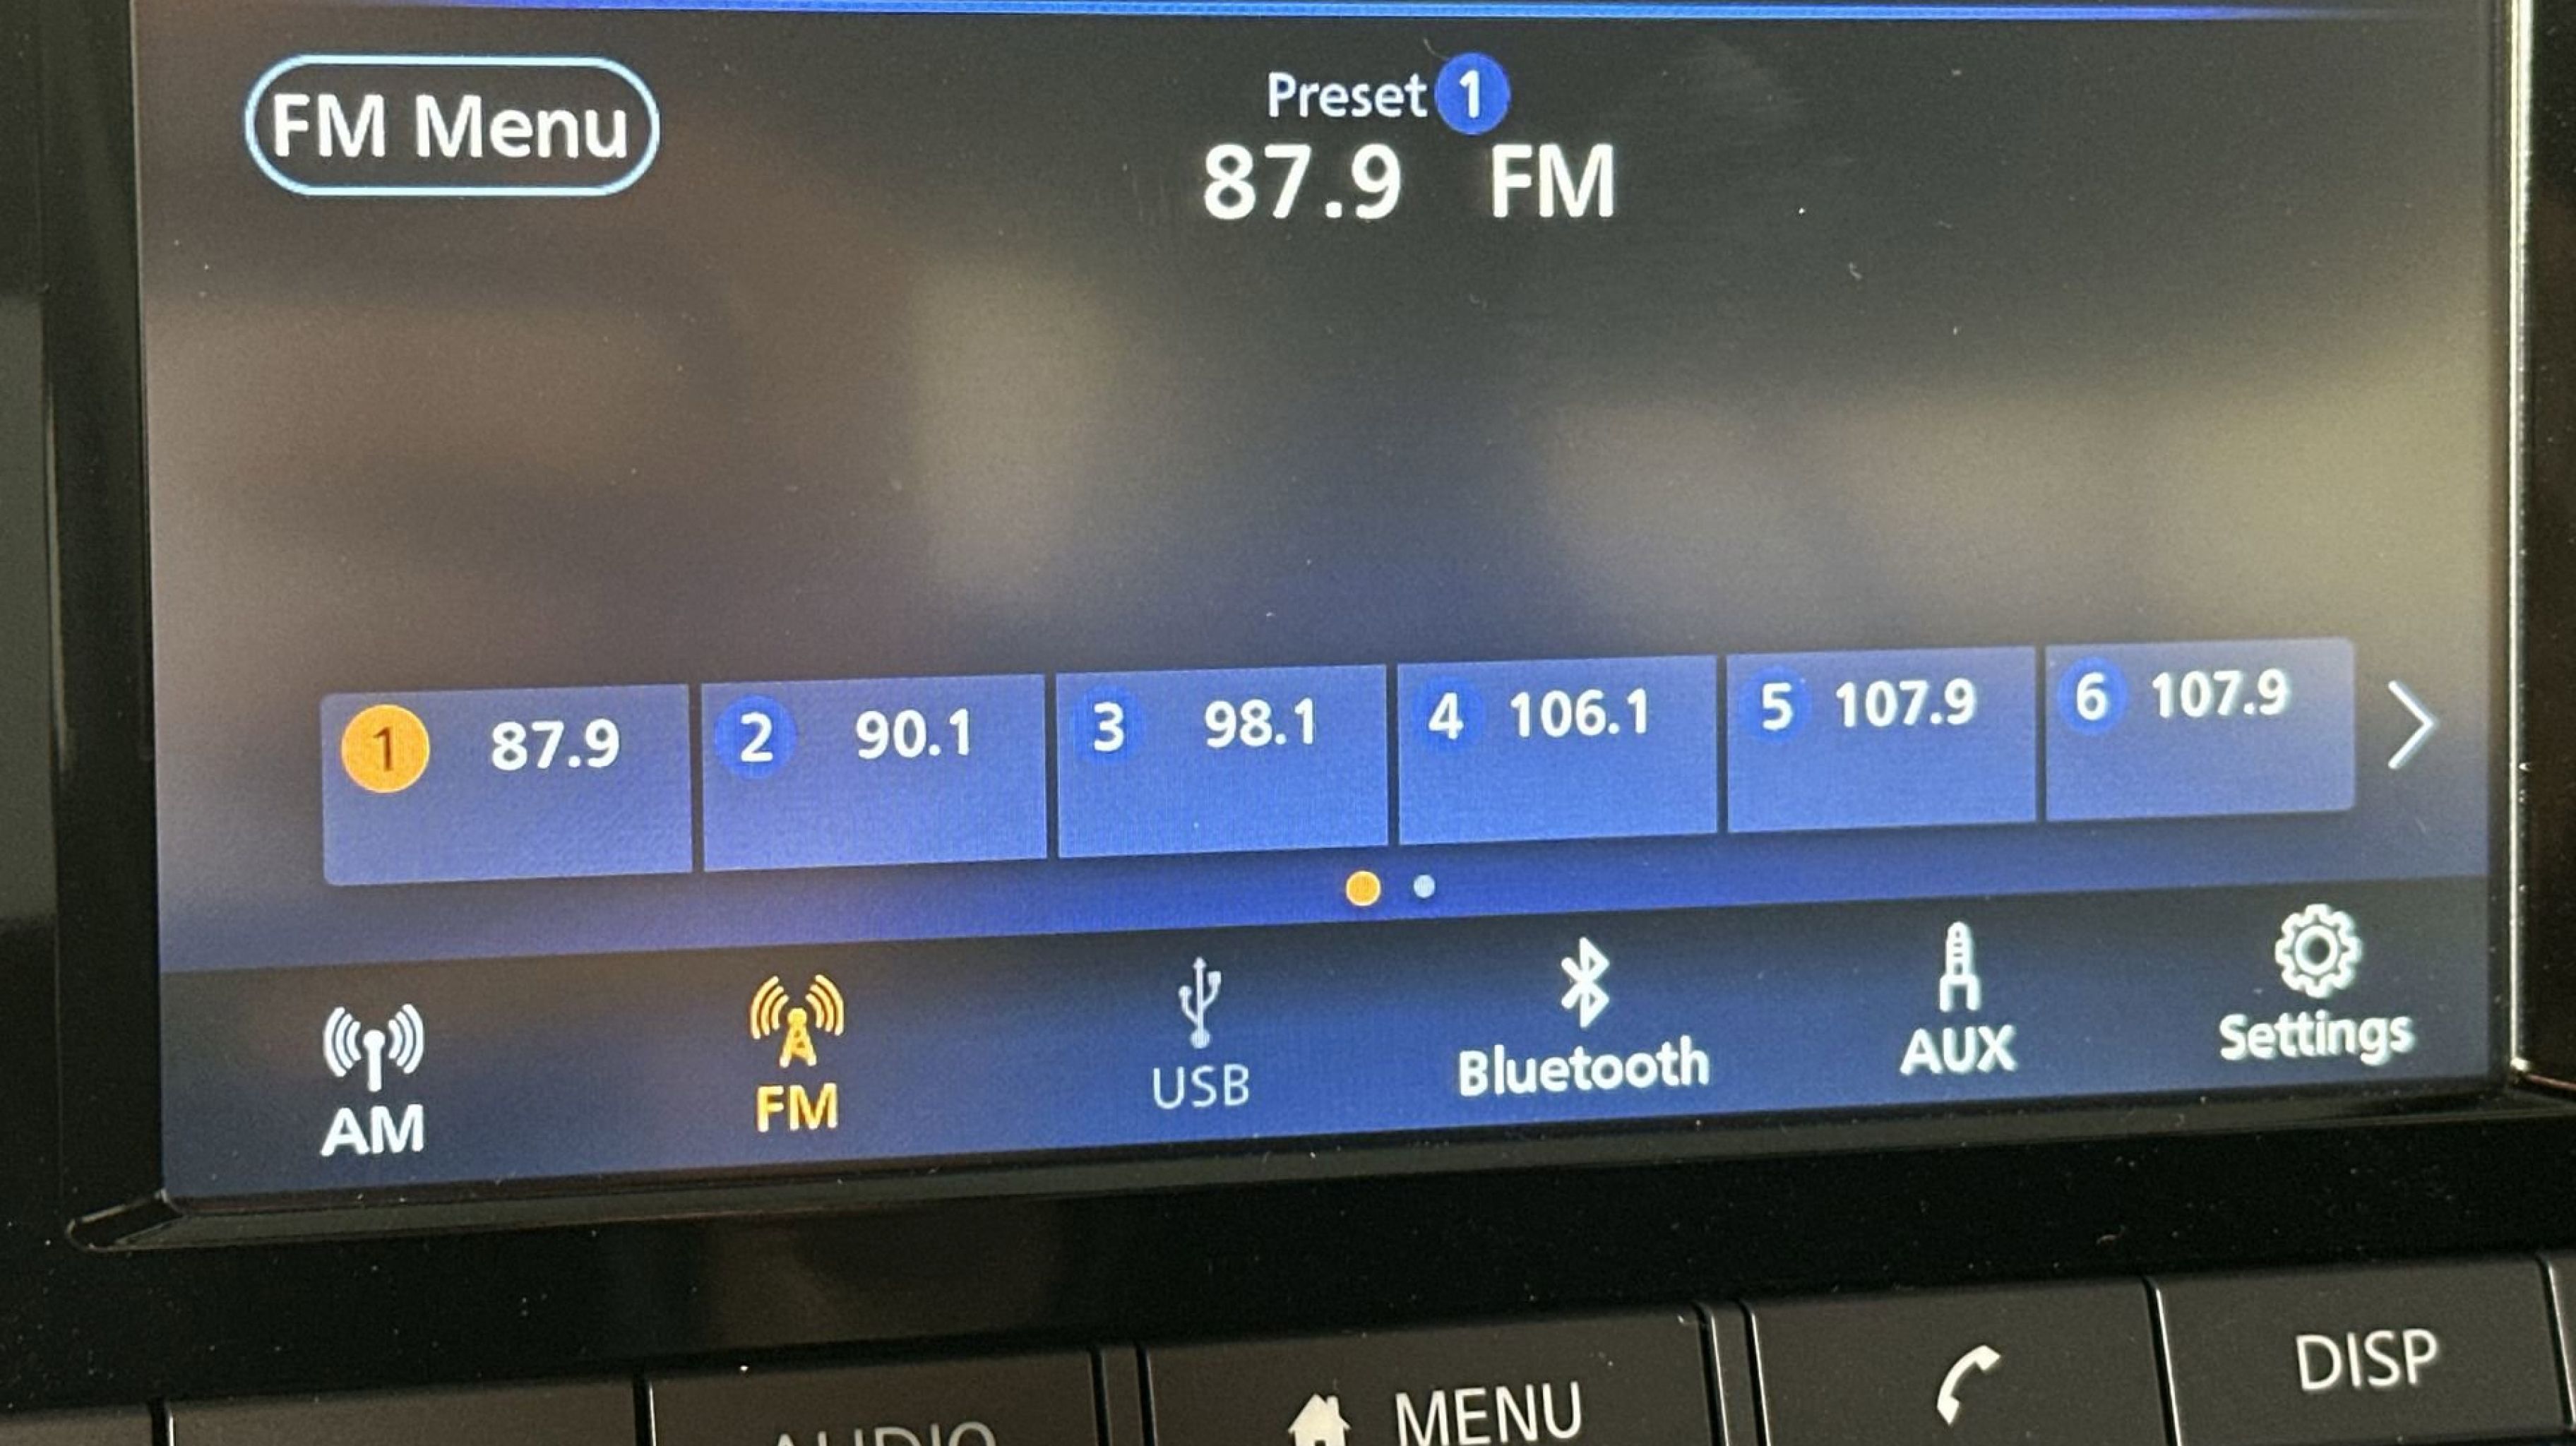 FM Menu
Preset 1
87.9 FM
1 87.9
2 90.1
3 98.1
4 106.1
5 107.9
6 107.9
AM
FM
USB
Bluetooth
AUX
Settings
AUDIO
MENU
DISP